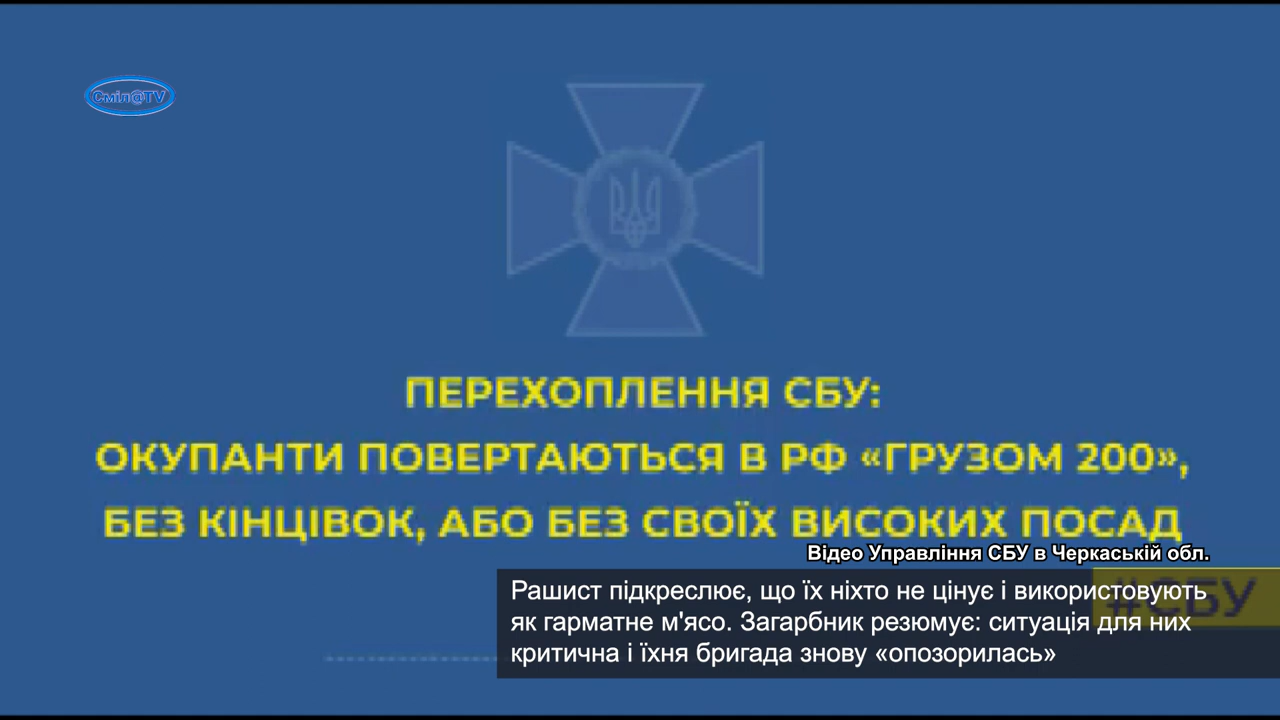 Сміл@TV
ПЕРЕХОПЛЕННЯ СБУ:
ОКУПАНТИ ПОВЕРТАЮТЬСЯ В РФ «ГРУЗОМ 200»,
БЕЗ КІНЦІВОК, АБО БЕЗ СВОЇХ ВИСОКИХ ПОСАД
Відео Управління СБУ в Черкаській обл.
#СБУ
Рашист підкреслює, що їх ніхто не цінує і використовують
як гарматне м'ясо. Загарбник резюмує: ситуація для них
критична і їхня бригада знову «опозорилась»